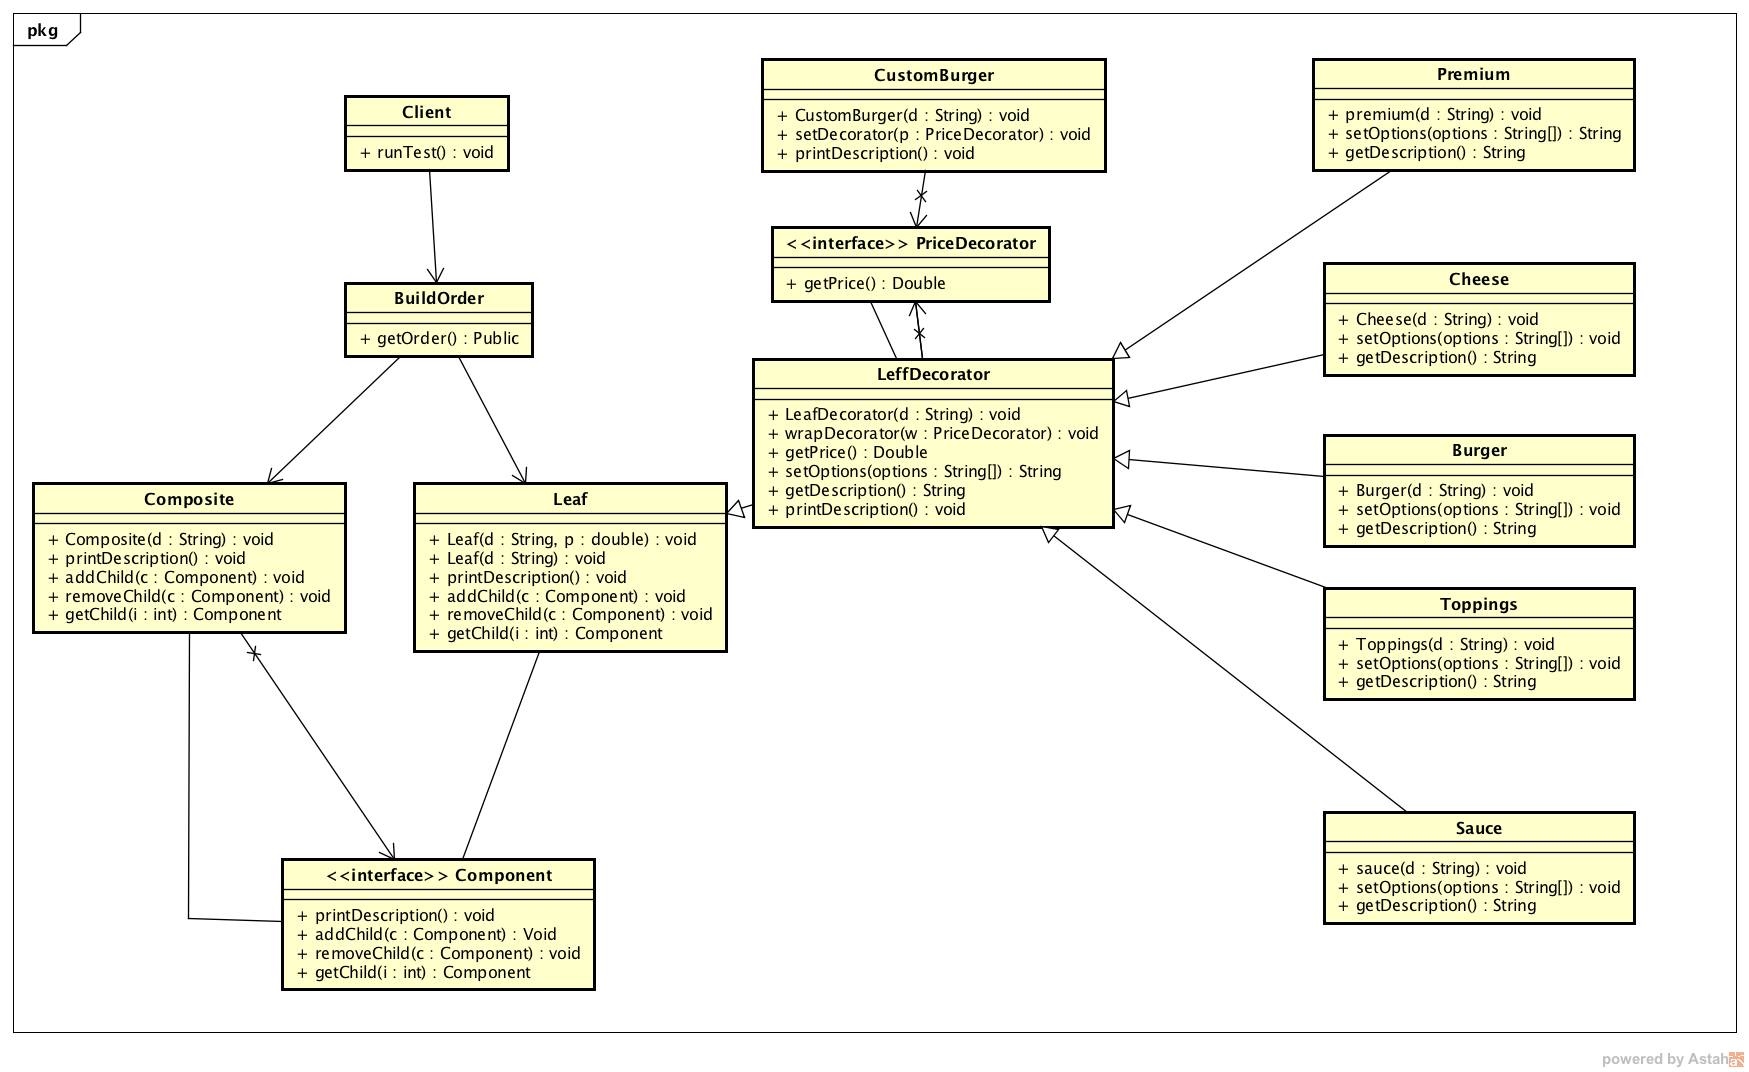 pkg
Client
+ runTest() : void
BuildOrder
+ getOrder() : Public
Composite
+ Composite(d : String) : void
+ printDescription() : void
+ addChild(c : Component) : void
+ removeChild(c : Component) : void
+ getChild(i : int) : Component
Leaf
+ Leaf(d : String, p : double) : void
+ Leaf(d : String) : void
+ printDescription() : void
+ addChild(c : Component) : void
+ removeChild(c : Component) : void
+ getChild(i : int) : Component
<<interface>> Component
+ printDescription() : void
+ addChild(c : Component) : Void
+ removeChild(c : Component) : void
+ getChild(i : int) : Component
CustomBurger
+ CustomBurger(d : String) : void
+ setDecorator(p : PriceDecorator) : void
+ printDescription() : void
<<interface>> PriceDecorator
+ getPrice() : Double
LeffDecorator
+ LeafDecorator(d : String) : void
+ wrapDecorator(w : PriceDecorator) : void
+ getPrice() : Double
+ setOptions(options : String[]) : String
+ getDescription() : String
+ printDescription() : void
Premium
+ premium(d : String) : void
+ setOptions(options : String[]) : String
+ getDescription() : String
Cheese
+ Cheese(d : String) : void
+ setOptions(options : String[]) : void
+ getDescription() : String
Burger
+ Burger(d : String) : void
+ setOptions(options : String[]) : void
+ getDescription() : String
Toppings
+ Toppings(d : String) : void
+ setOptions(options : String[]) : void
+ getDescription() : String
Sauce
+ sauce(d : String) : void
+ setOptions(options : String[]) : void
+ getDescription() : String
powered by Astah